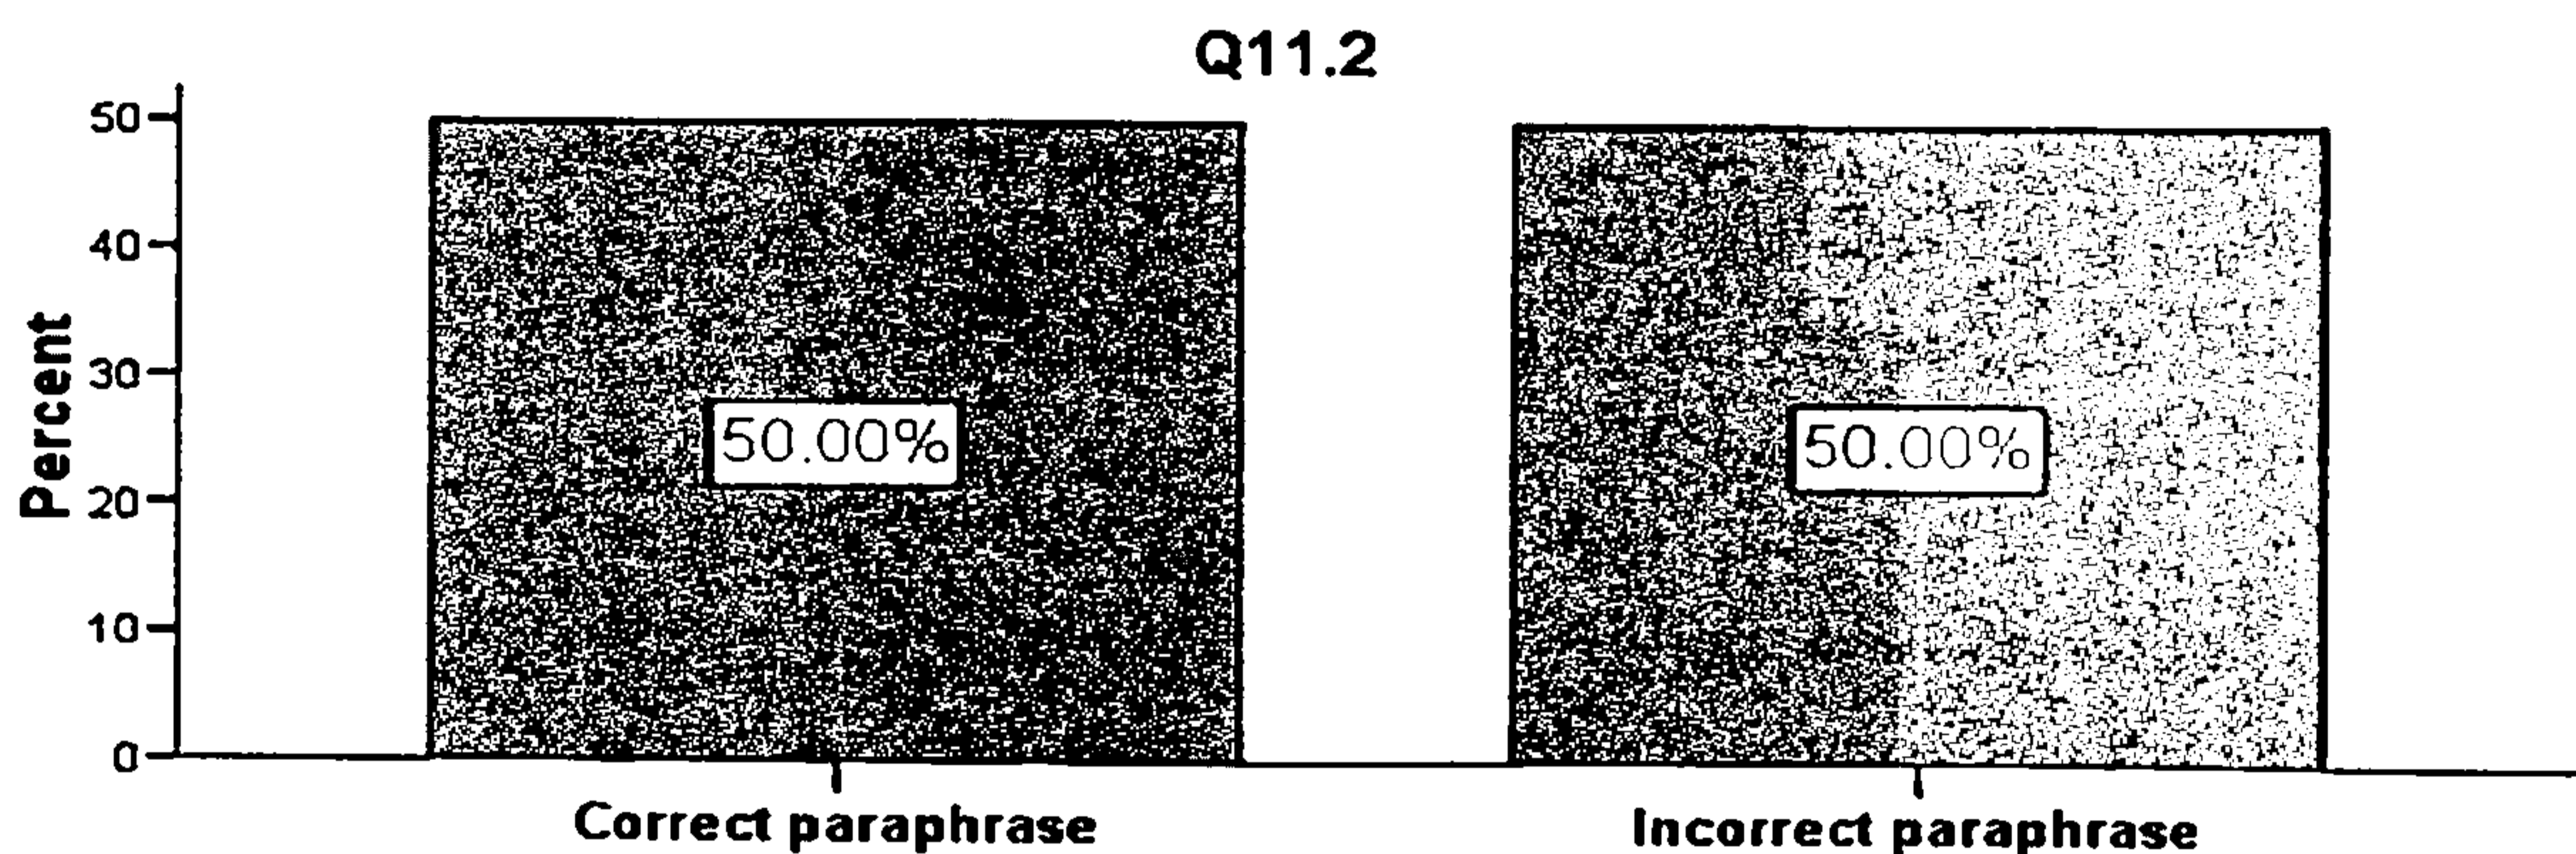 Q11.2
50
40
30
20
10
0
Percent
50.00%
50.00%
Correct paraphrase
Incorrect paraphrase